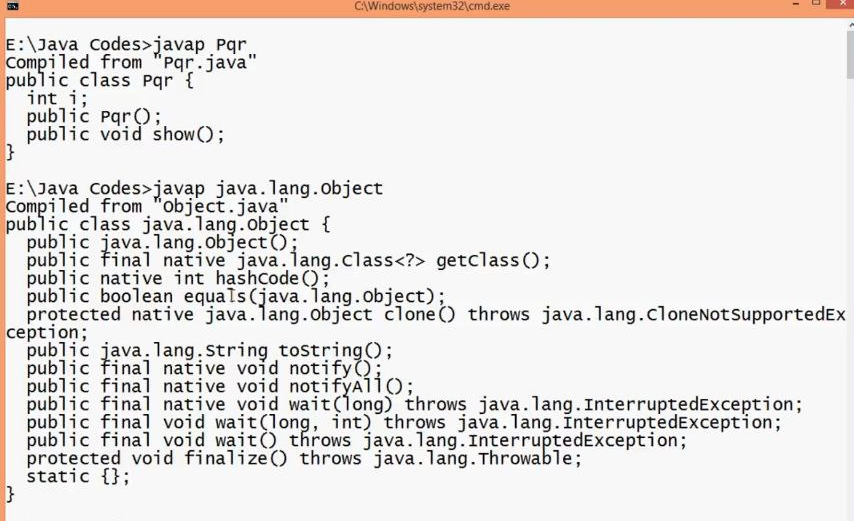 C:\Windows\system32\cmd.exe
E:\Java Codes>javap Pqr
Compiled from "Pqr.java"
public class Pqr {
  int i;
  public Pqr();
  public void show();
}
E:\Java Codes>javap java.lang.Object
Compiled from "Object.java"
public class java.lang.Object {
  public java.lang.Object();
  public final native java.lang.Class<?> getClass();
  public native int hashCode();
  public boolean equals(java.lang.Object);
  protected native java.lang.Object clone() throws java.lang.CloneNotSupportedEx
ception;
  public java.lang.String toString();
  public final native void notify();
  public final native void notifyAll();
  public final native void wait(long) throws java.lang.InterruptedException;
  public final void wait(long, int) throws java.lang.InterruptedException;
  public final void wait() throws java.lang.InterruptedException;
  protected void finalize() throws java.lang.Throwable;
  static {};
}